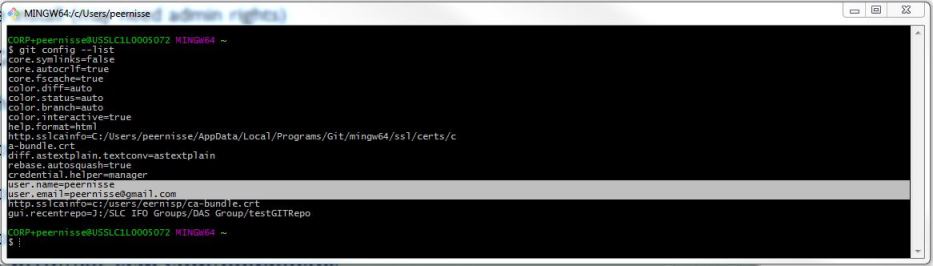 MINGW64:/c/Users/peernisse
admin rights)
CORP+peernisse@USSLC1L0005072 MINGW64 ~
$ git config --list
core.symlinks=false
core.autocrlf=true
core.fscache=true
color.diff=auto
color.status=auto
color.branch=auto
color.interactive=true
help.format=html
http.sslcainfo=C:/Users/peernisse/AppData/Local/Programs/Git/mingw64/ssl/certs/c
a-bundle.crt
diff.astextplain.textconv=astextplain
rebase.autosquash=true
credential.helper=manager
user.name=peernisse
user.email=peernisse@gmail.com
http.sslcainfo=c:/users/eernisp/ca-bundle.crt
gui.recentrepo=J:/SLC IFO Groups/DAS Group/testGITRepo
CORP+peernisse@USSLC1L0005072 MINGW64 ~
$